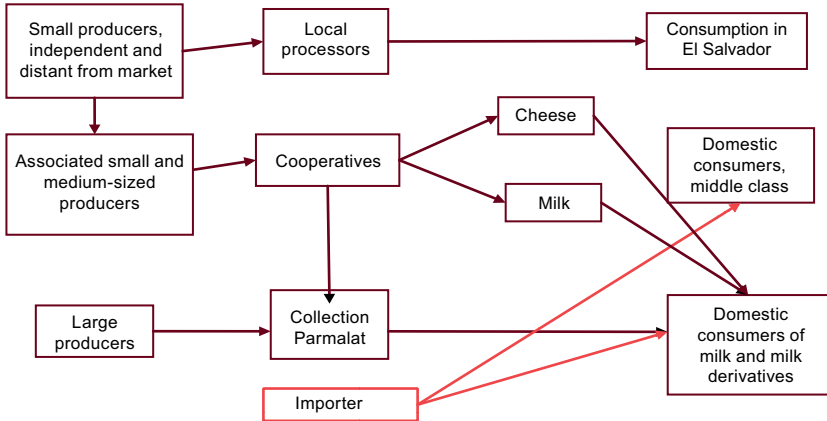 Small producers,
independent and
distant from market
Local
processors
Consumption in
El Salvador
Associated small and
medium-sized
producers
Cooperatives
Cheese
Milk
Domestic
consumers,
middle class
Large
producers
Collection
Parmalat
Domestic
consumers of
milk and milk
derivatives
Importer